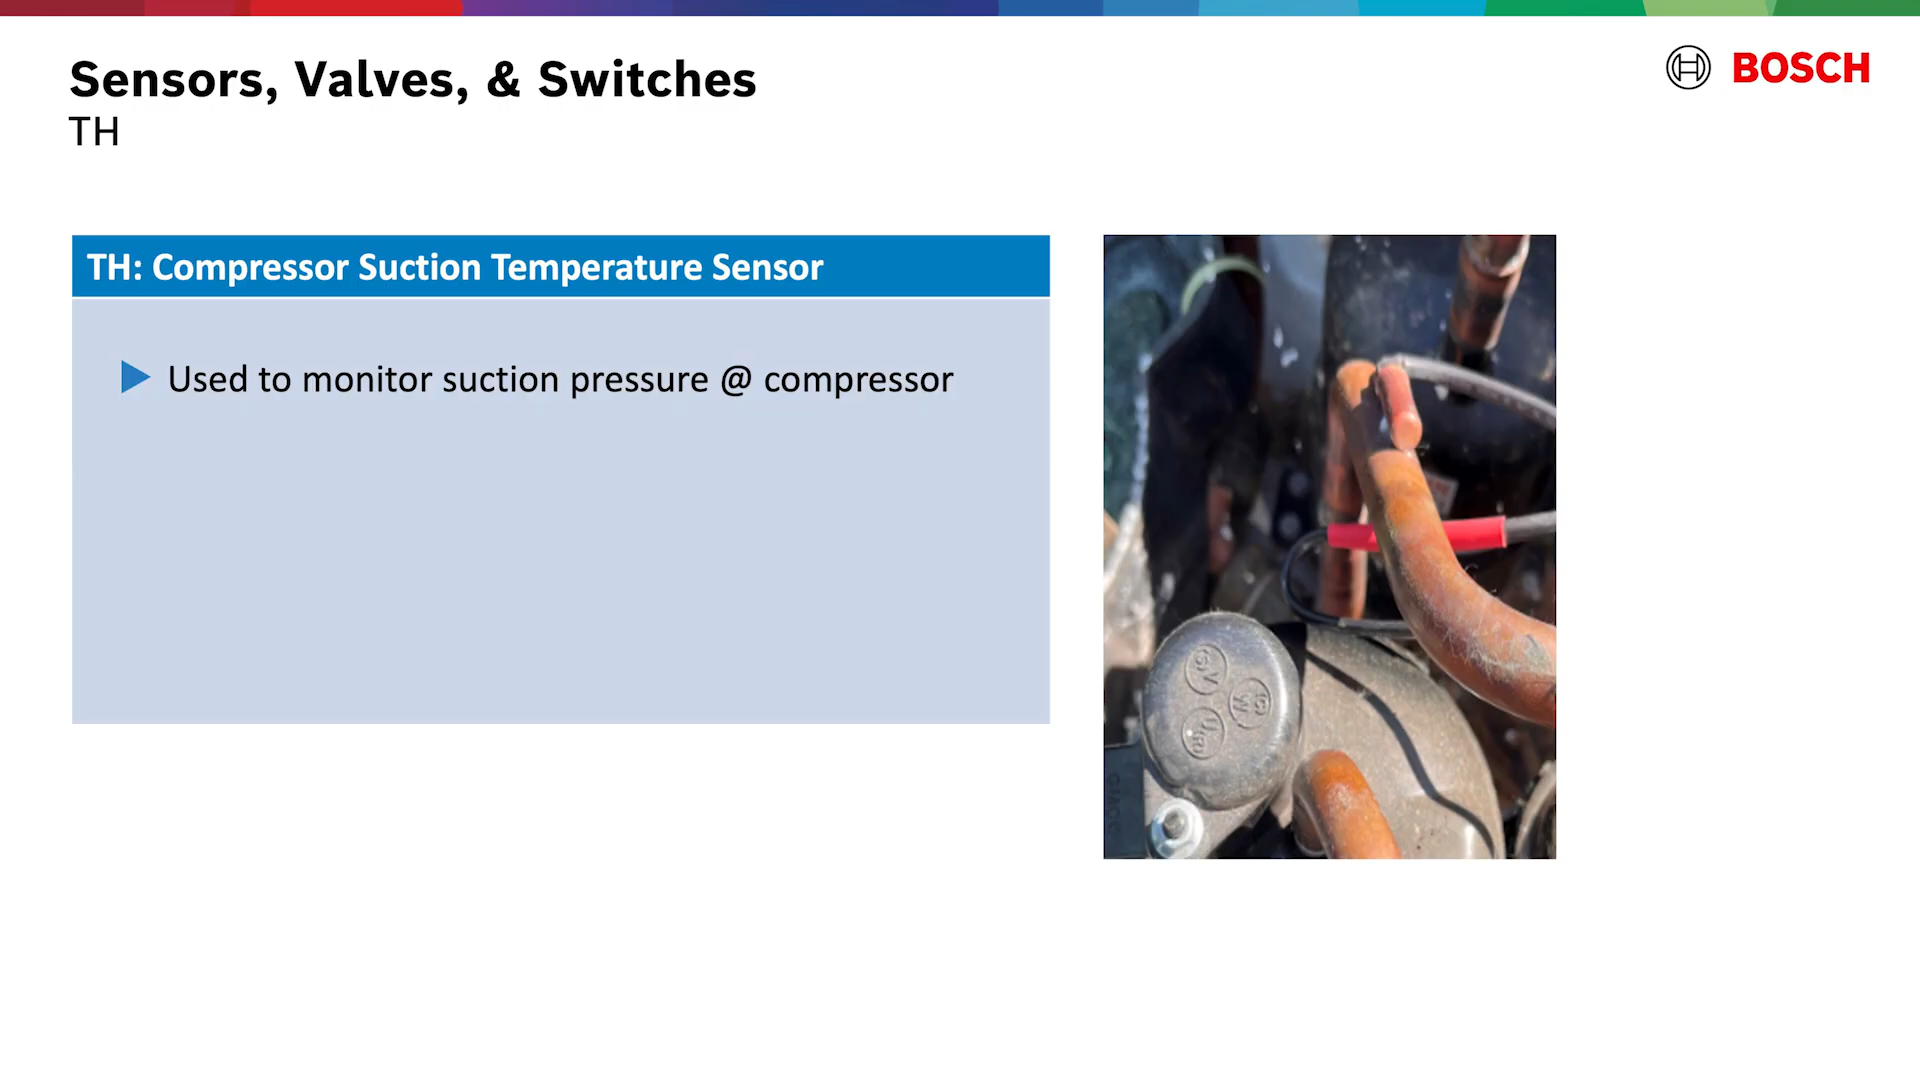 Sensors, Valves, & Switches
TH
BOSCH
TH: Compressor Suction Temperature Sensor
Used to monitor suction pressure @ compressor